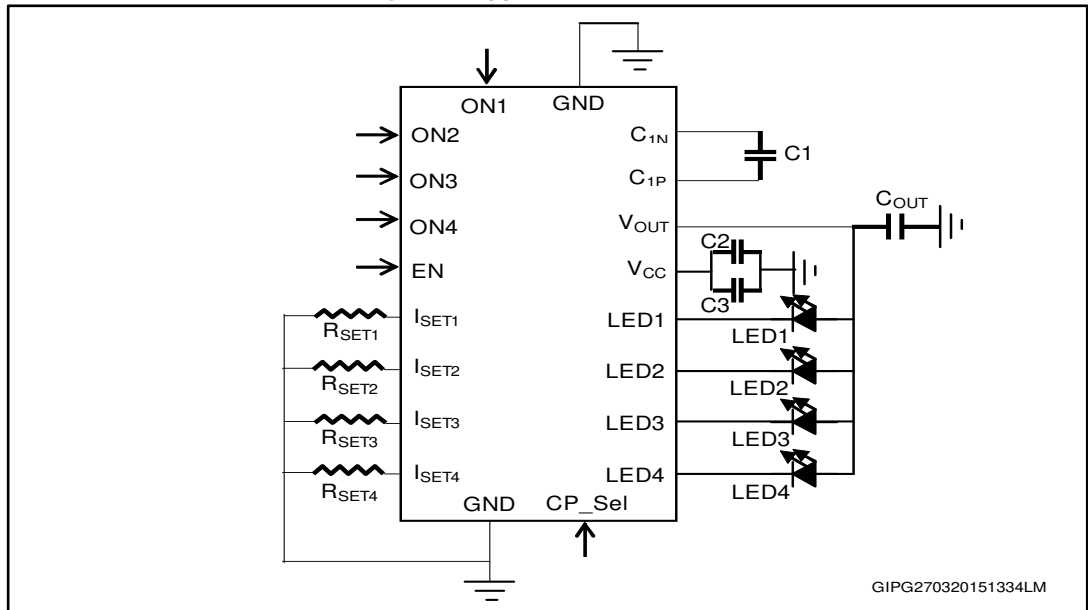 ON1 GND
ON2
ON3
ON4
EN
ISET1
ISET2
ISET3
ISET4
RSET1
RSET2
RSET3
RSET4
GND CP_Sel
C1N
C1P
VOUT
VCC
LED1
LED2
LED3
LED4
C1
COUT
C2
C3
LED1
LED2
LED3
LED4
GIPG270320151334LM